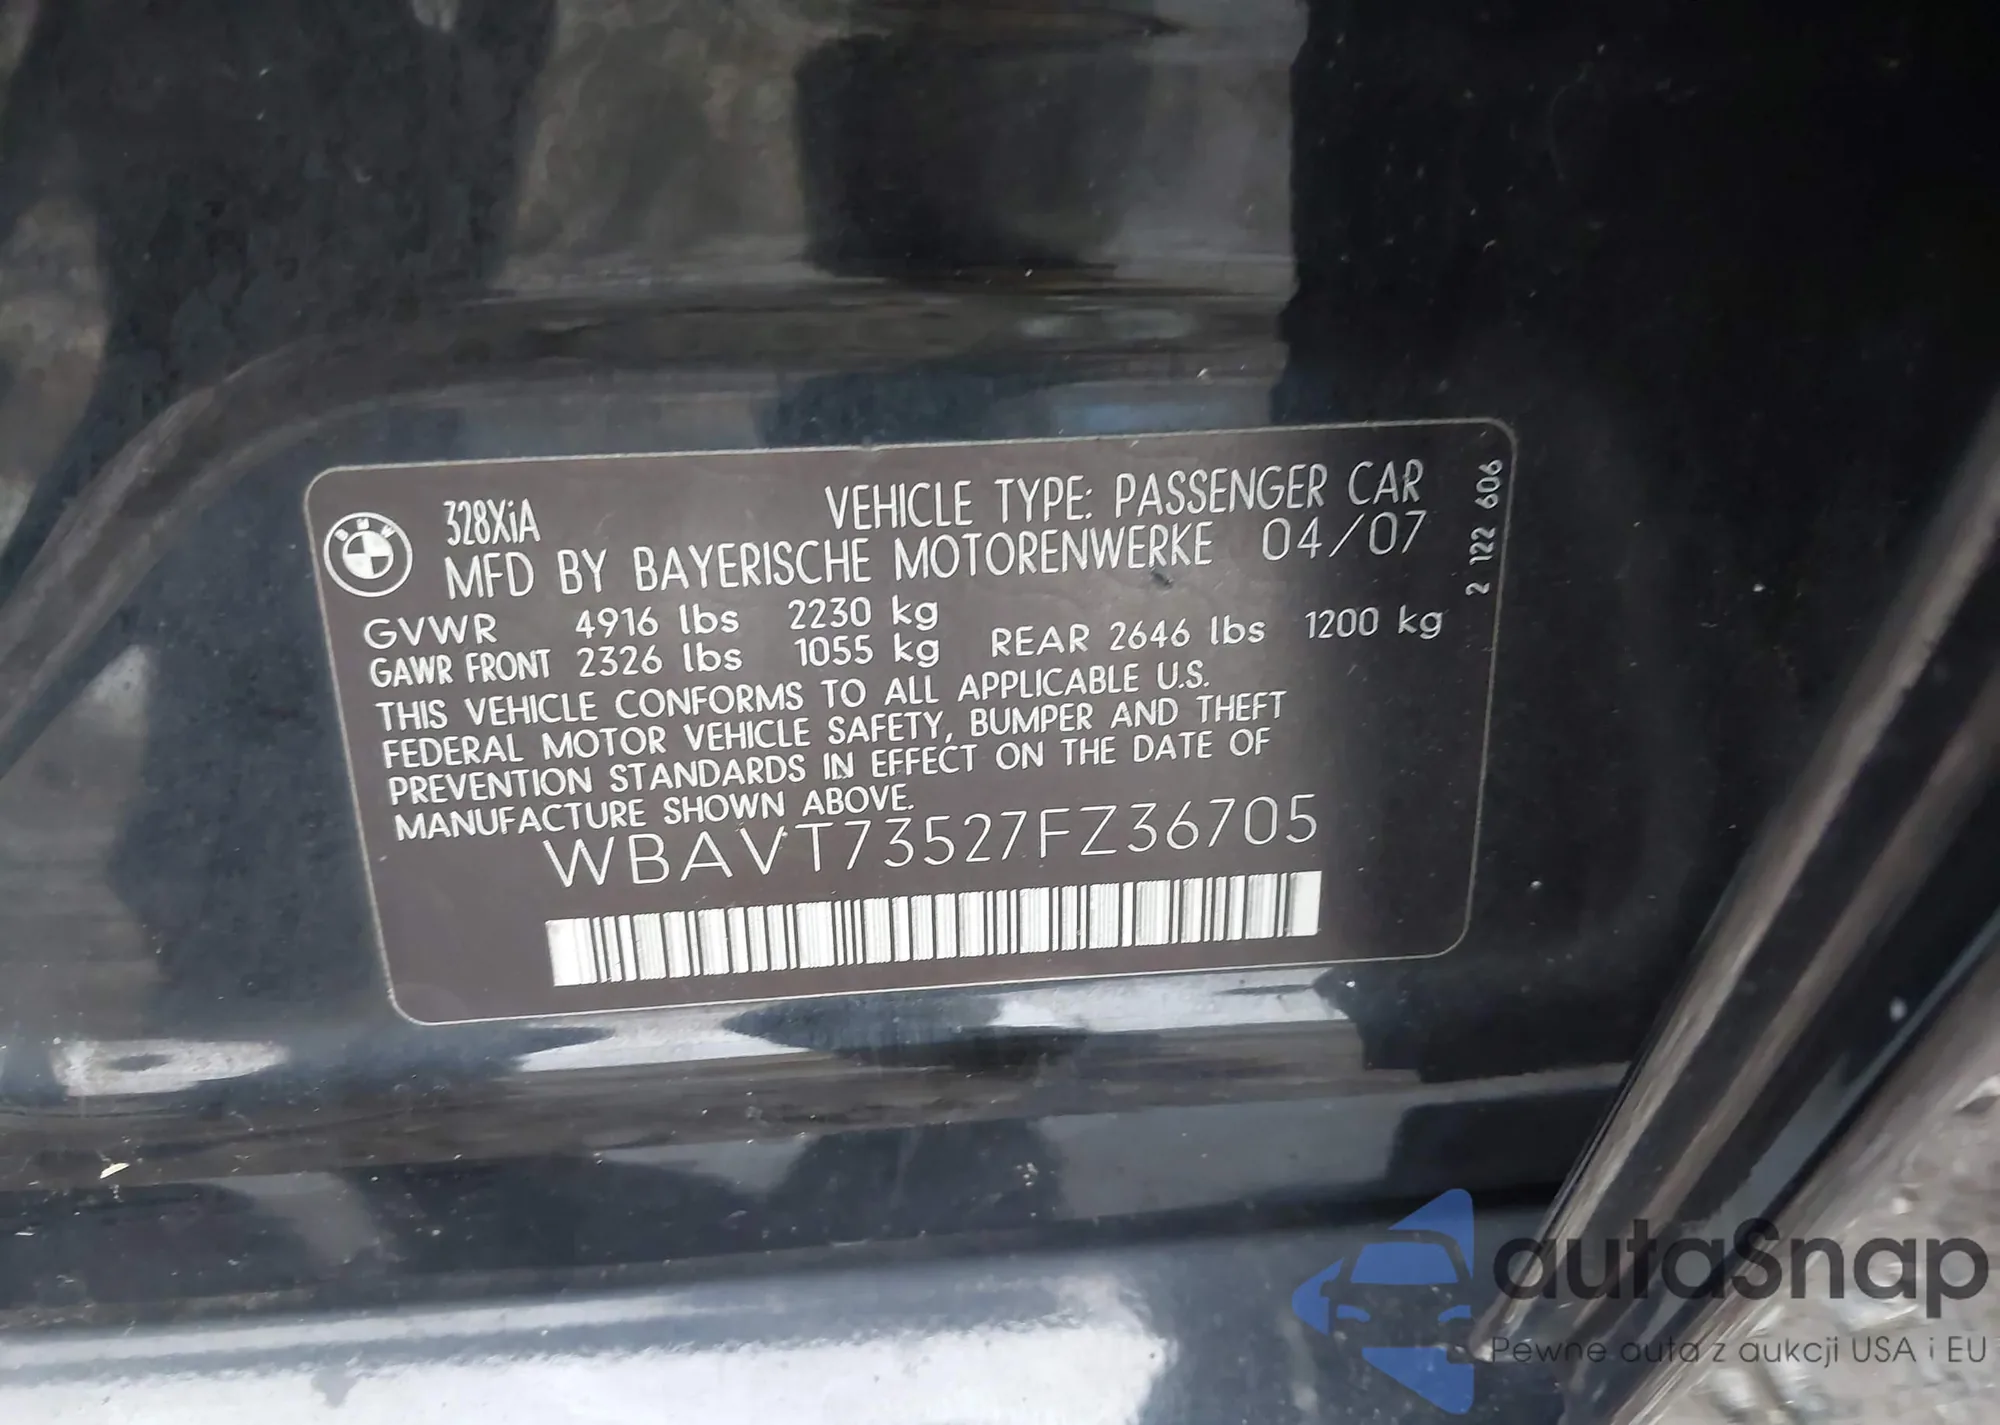 BMW
328XiA
VEHICLE TYPE: PASSENGER CAR
MFD BY BAYERISCHE MOTORENWERKE 04/07
2 122 606
GVWR 4916 lbs 2230 kg
GAWR FRONT 2326 lbs 1055 kg REAR 2646 lbs 1200 kg
THIS VEHICLE CONFORMS TO ALL APPLICABLE U.S.
FEDERAL MOTOR VEHICLE SAFETY, BUMPER AND THEFT
PREVENTION STANDARDS IN EFFECT ON THE DATE OF
MANUFACTURE SHOWN ABOVE.
WBAVT73527FZ36705
autaSnap
Pewne auta z aukcji USA i EU